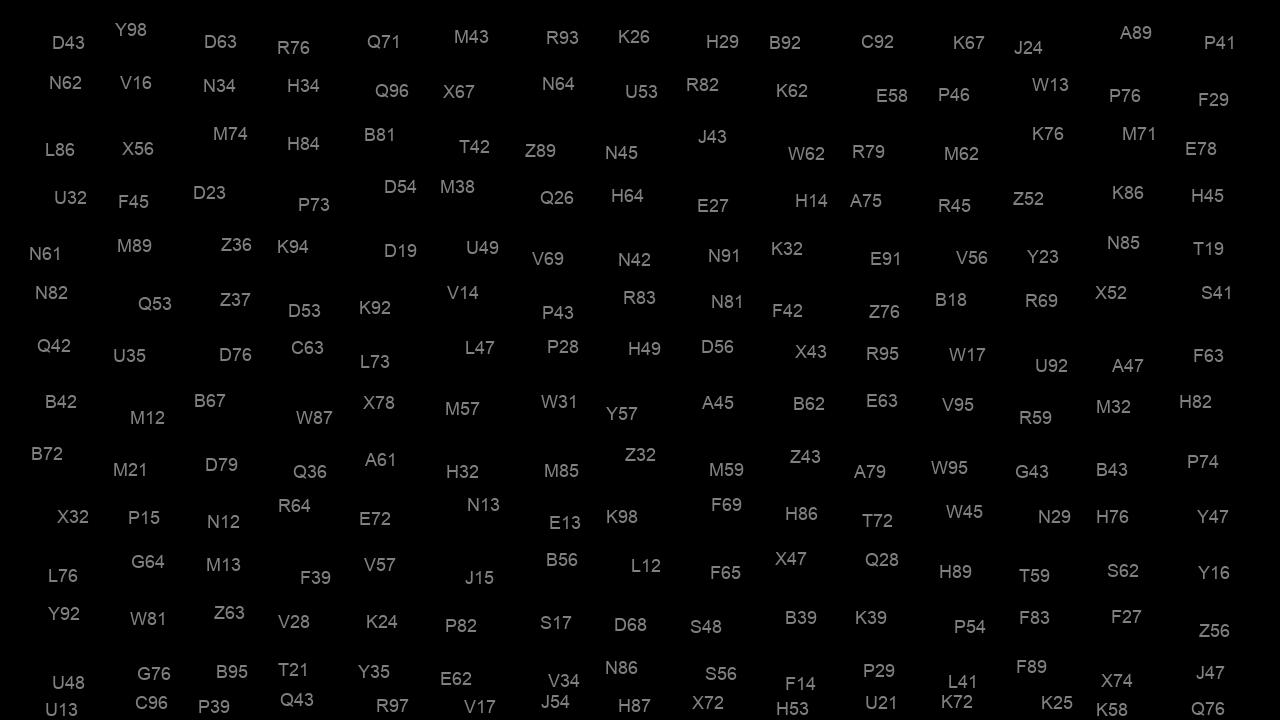 D43 Y98 D63 R76 Q71 M43 R93 K26 H29 B92 C92 K67 J24 A89 P41
N62 V16 N34 H34 Q96 X67 N64 U53 R82 K62 E58 P46 W13 P76 F29
L86 X56 M74 H84 B81 T42 Z89 N45 J43 W62 R79 M62 K76 M71 E78
U32 F45 D23 P73 D54 M38 Q26 H64 E27 H14 A75 R45 Z52 K86 H45
N61 M89 Z36 K94 D19 U49 V69 N42 N91 K32 E91 V56 Y23 N85 T19
N82 Q53 Z37 D53 K92 V14 P43 R83 N81 F42 Z76 B18 R69 X52 S41
Q42 U35 D76 C63 L73 L47 P28 H49 D56 X43 R95 W17 U92 A47 F63
B42 M12 B67 W87 X78 M57 W31 Y57 A45 B62 E63 V95 R59 M32 H82
B72 M21 D79 Q36 A61 H32 M85 Z32 M59 Z43 A79 W95 G43 B43 P74
X32 P15 N12 R64 E72 N13 E13 K98 F69 H86 T72 W45 N29 H76 Y47
L76 G64 M13 F39 V57 J15 B56 L12 F65 X47 Q28 H89 T59 S62 Y16
Y92 W81 Z63 V28 K24 P82 S17 D68 S48 B39 K39 P54 F83 F27 Z56
U48 G76 B95 T21 Y35 E62 V34 N86 S56 F14 P29 L41 F89 X74 J47
U13 C96 P39 Q43 R97 V17 J54 H87 X72 H53 U21 K72 K25 K58 Q76